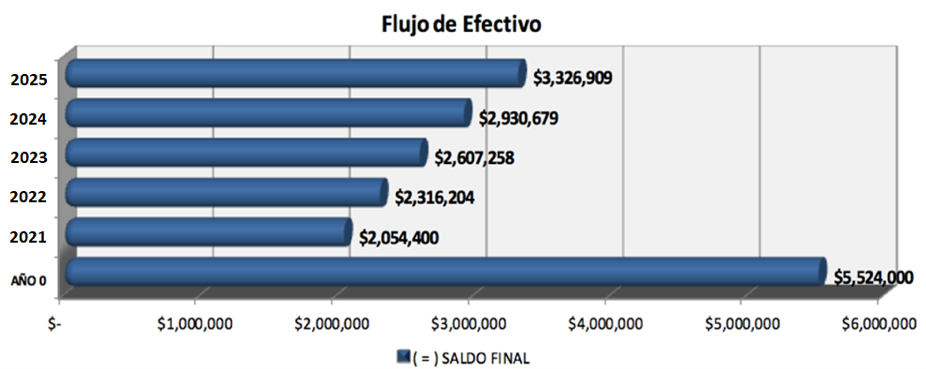 Flujo de Efectivo
2025 $3,326,909
2024 $2,930,679
2023 $2,607,258
2022 $2,316,204
2021 $2,054,400
AÑO 0 $5,524,000
$- $1,000,000 $2,000,000 $3,000,000 $4,000,000 $5,000,000 $6,000,000
( = ) SALDO FINAL